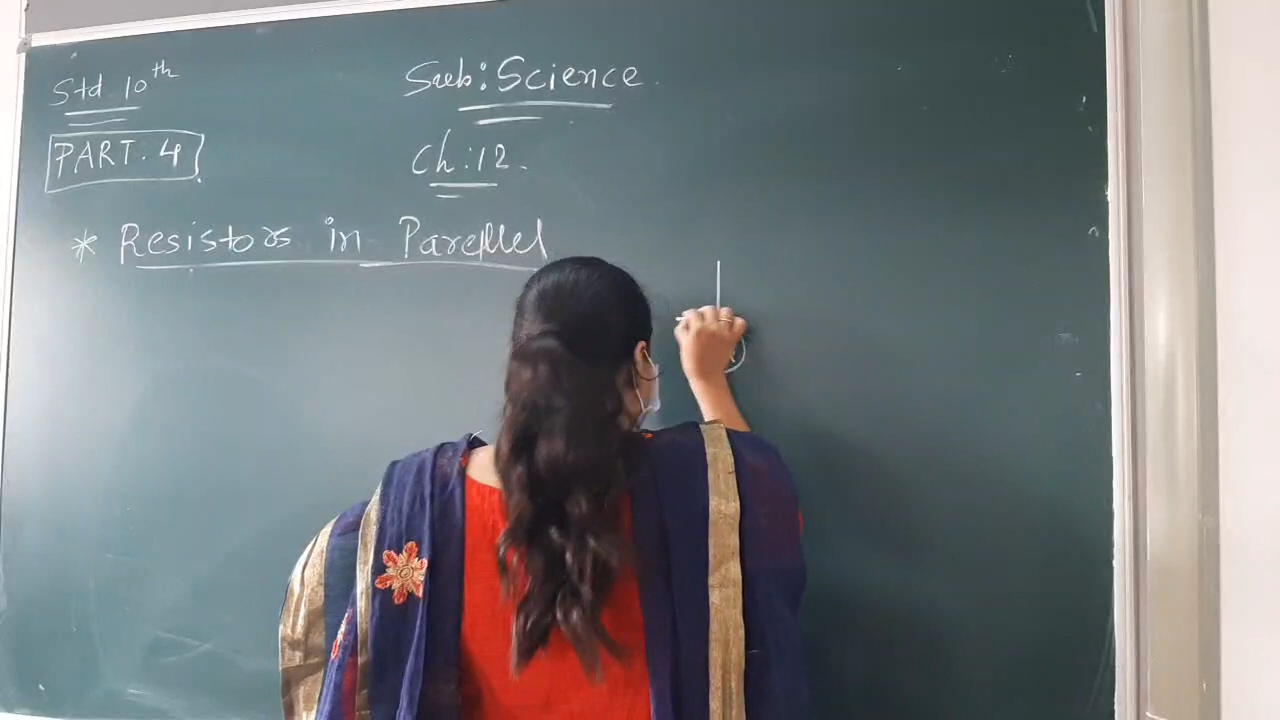 Std 10th
Sub: Science.
PART. 4
Ch:12.
* Resistors in Parellel